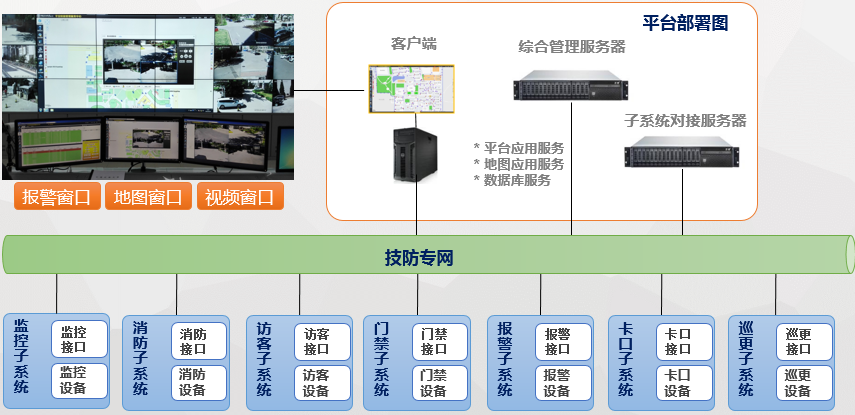 平台部署图
客户端
综合管理服务器
子系统对接服务器
* 平台应用服务
* 地图应用服务
* 数据库服务
报警窗口
地图窗口
视频窗口
技防专网
监控子系统
监控
接口
监控
设备
消防子系统
消防
接口
消防
设备
访客子系统
访客
接口
访客
设备
门禁子系统
门禁
接口
门禁
设备
报警子系统
报警
接口
报警
设备
卡口子系统
卡口
接口
卡口
设备
巡更子系统
巡更
接口
巡更
设备